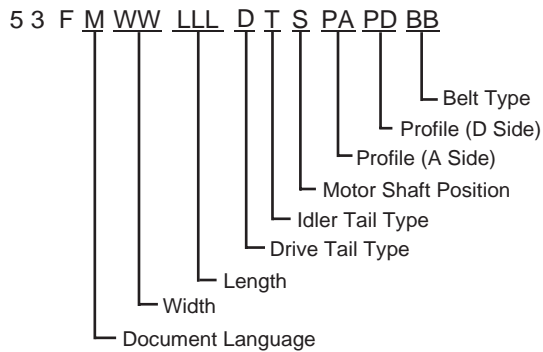 5 3 F M WW LLL D T S PA PD BB
Belt Type
Profile (D Side)
Profile (A Side)
Motor Shaft Position
Idler Tail Type
Drive Tail Type
Length
Width
Document Language